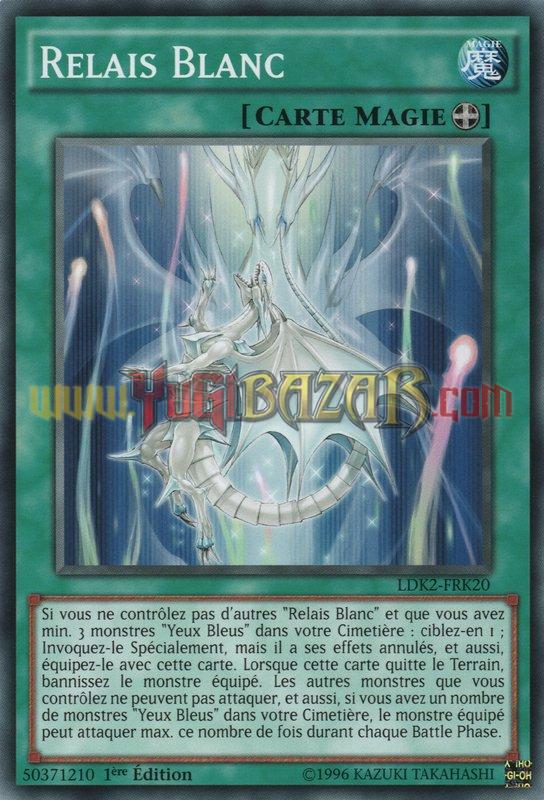 Relais Blanc
MAGIE
魔
[Carte Magie]
www.YugiBazar.com
LDK2-FRK20
Si vous ne contrôlez pas d'autres "Relais Blanc" et que vous avez
min. 3 monstres "Yeux Bleus" dans votre Cimetière : ciblez-en 1 ;
Invoquez-le Spécialement, mais il a ses effets annulés, et aussi,
équipez-le avec cette carte. Lorsque cette carte quitte le Terrain,
bannissez le monstre équipé. Les autres monstres que vous
contrôlez ne peuvent pas attaquer, et aussi, si vous avez un nombre
de monstres "Yeux Bleus" dans votre Cimetière, le monstre équipé
peut attaquer max. ce nombre de fois durant chaque Battle Phase.
50371210 1ère Édition ©1996 KAZUKI TAKAHASHI